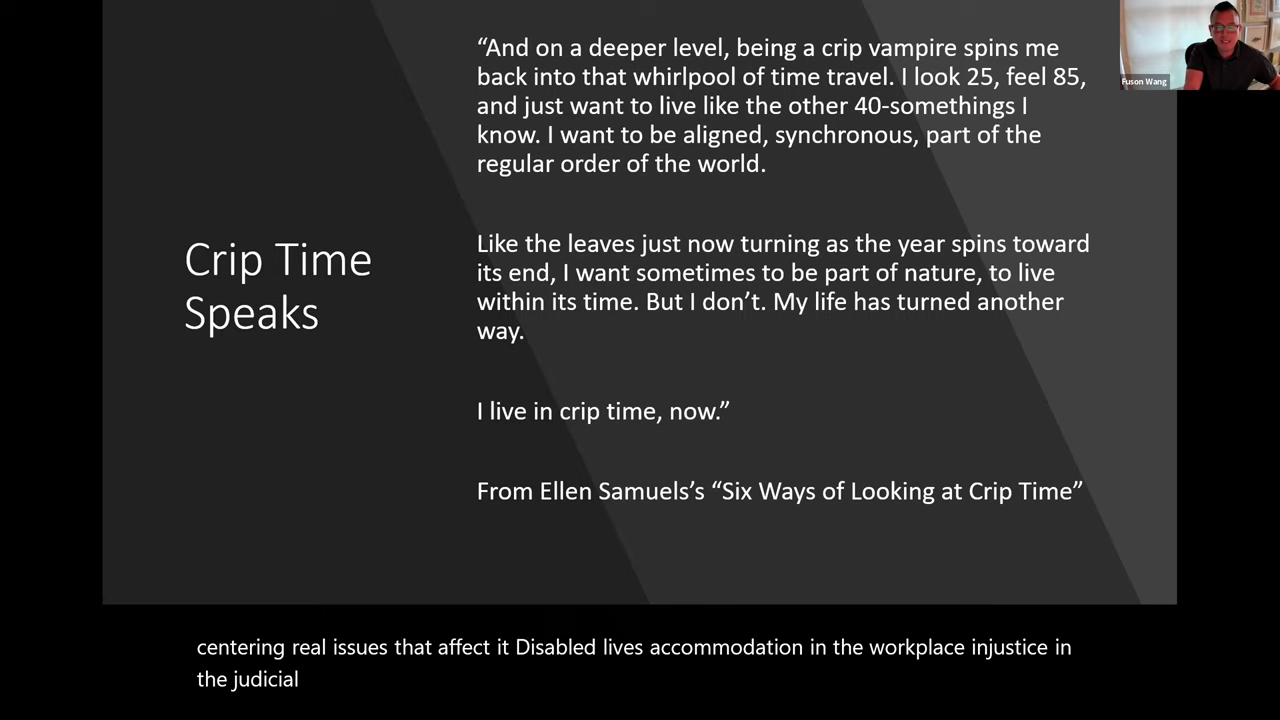 “And on a deeper level, being a crip vampire spins me
back into that whirlpool of time travel. I look 25, feel 85,
and just want to live like the other 40-somethings I
know. I want to be aligned, synchronous, part of the
regular order of the world.
Like the leaves just now turning as the year spins toward
its end, I want sometimes to be part of nature, to live
within its time. But I don’t. My life has turned another
way.
I live in crip time, now.”
From Ellen Samuels’s “Six Ways of Looking at Crip Time”
Crip Time
Speaks
Fuson Wang
centering real issues that affect it Disabled lives accommodation in the workplace injustice in
the judicial